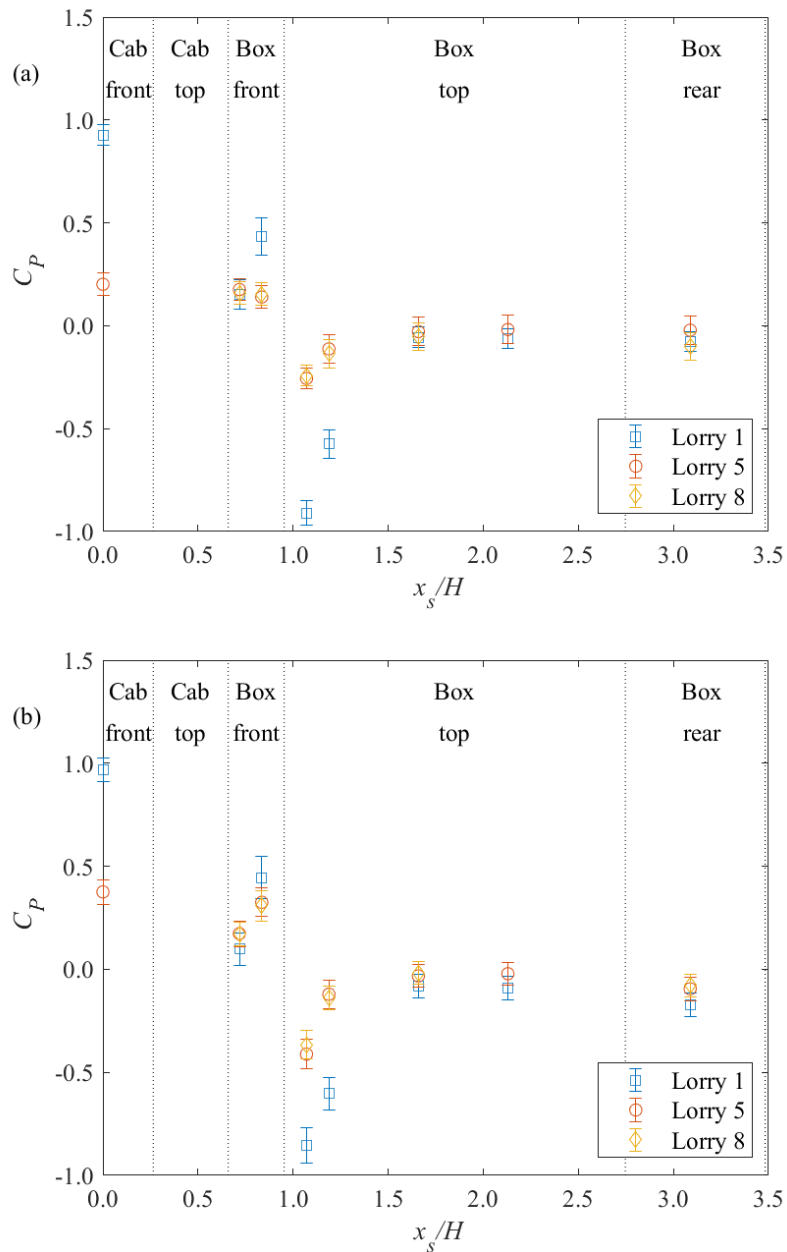 (a)
Cab Cab Box Box Box
front top front top rear
1.5
1.0
0.5
0.0
-0.5
-1.0
C_P
Lorry 1
Lorry 5
Lorry 8
0.0 0.5 1.0 1.5 2.0 2.5 3.0 3.5
x_s/H
(b)
Cab Cab Box Box Box
front top front top rear
1.5
1.0
0.5
0.0
-0.5
-1.0
C_P
Lorry 1
Lorry 5
Lorry 8
0.0 0.5 1.0 1.5 2.0 2.5 3.0 3.5
x_s/H